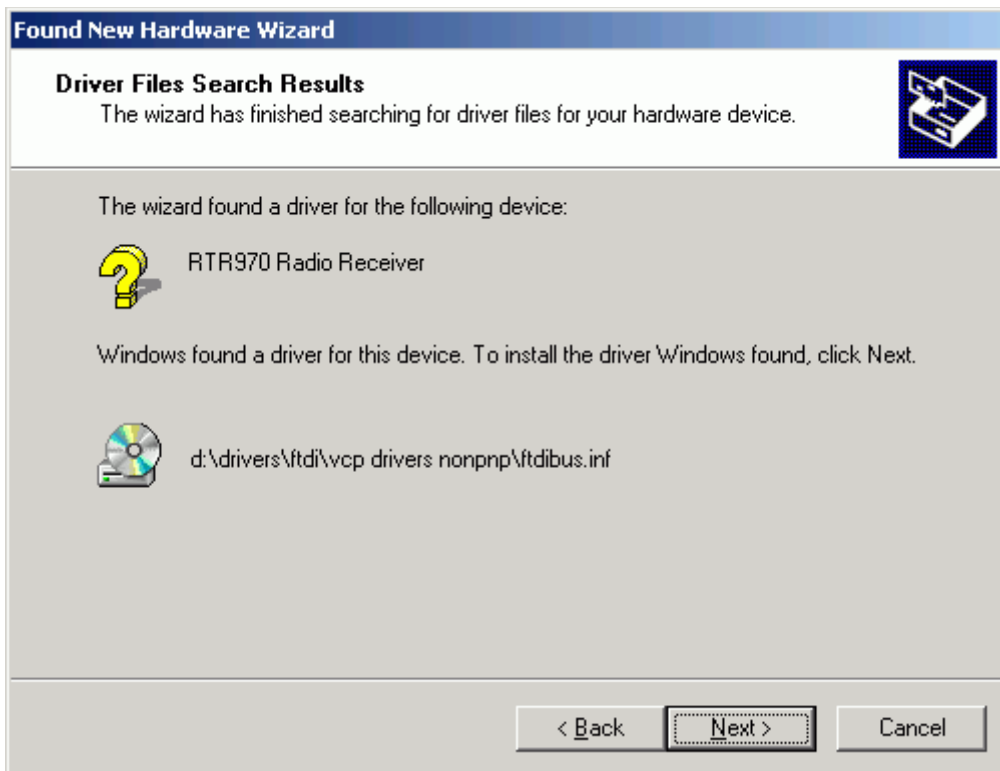 Found New Hardware Wizard
Driver Files Search Results
The wizard has finished searching for driver files for your hardware device.
The wizard found a driver for the following device:
RTR970 Radio Receiver
Windows found a driver for this device. To install the driver Windows found, click Next.
d:\drivers\ftdi\vcp drivers nonpnp\ftdibus.inf
< Back
Next >
Cancel